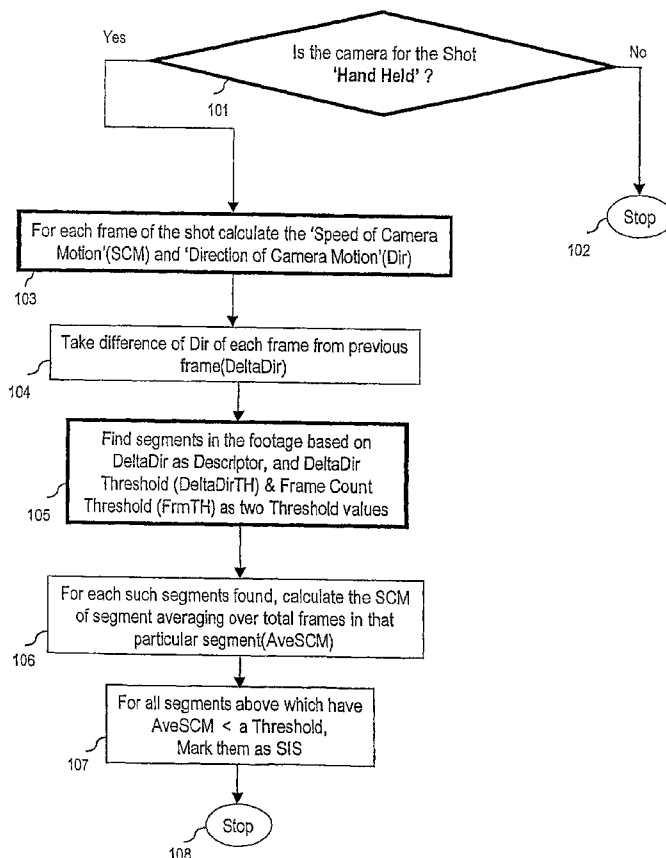 Yes
Is the camera for the Shot
'Hand Held' ?
No
101
Stop
102
For each frame of the shot calculate the 'Speed of Camera
Motion'(SCM) and 'Direction of Camera Motion'(Dir)
103
Take difference of Dir of each frame from previous
frame(DeltaDir)
104
Find segments in the footage based on
DeltaDir as Descriptor, and DeltaDir
Threshold (DeltaDirTH) & Frame Count
Threshold (FrmTH) as two Threshold values
105
For each such segments found, calculate the SCM
of segment averaging over total frames in that
particular segment(AveSCM)
106
For all segments above which have
AveSCM < a Threshold,
Mark them as SIS
107
Stop
108